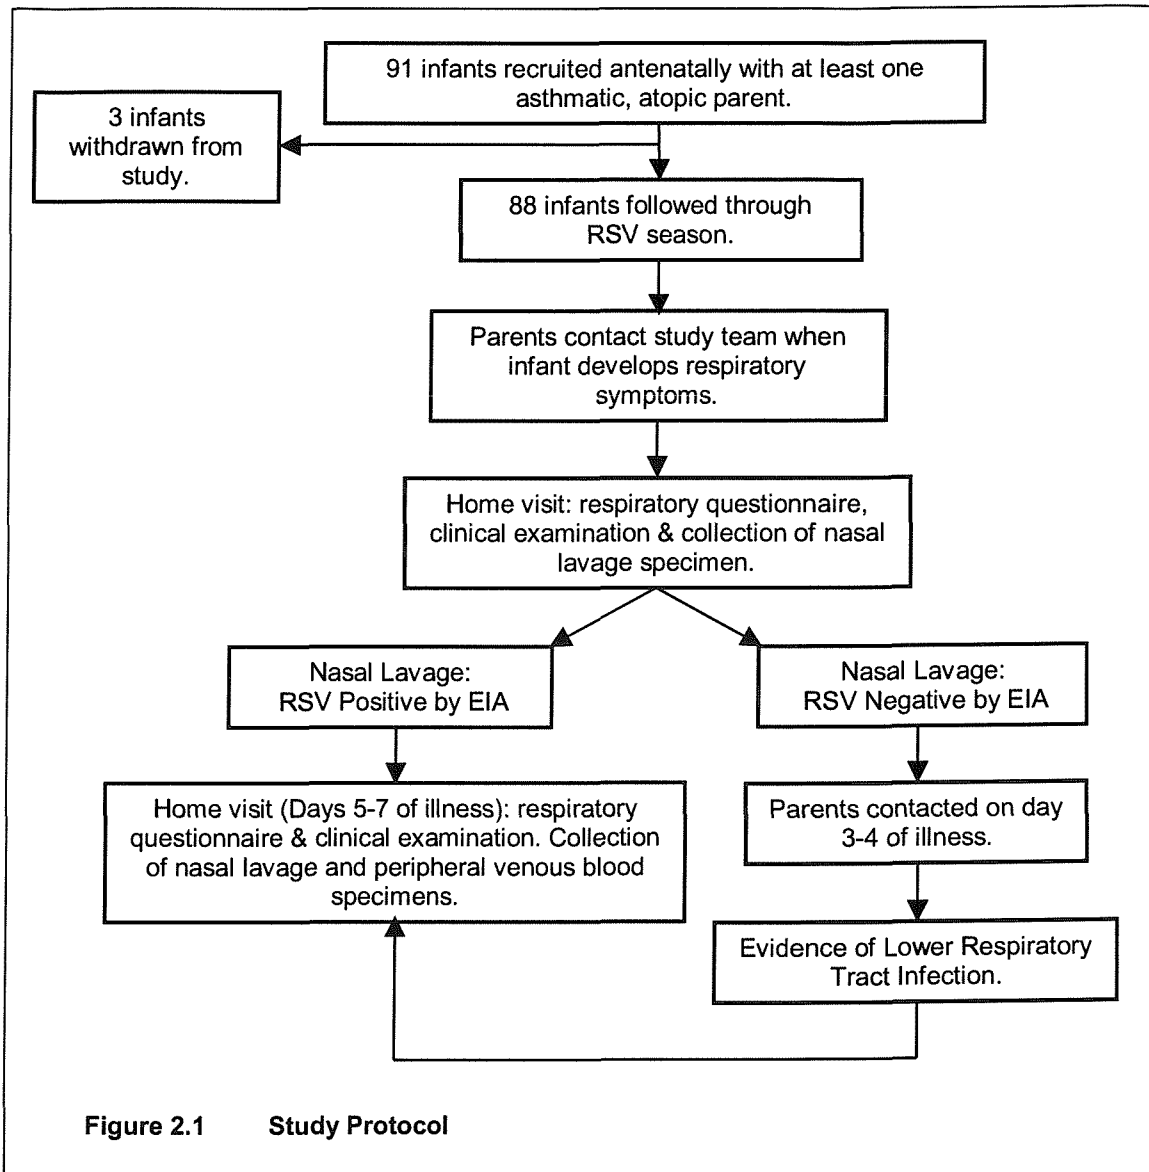 91 infants recruited antenatally with at least one
asthmatic, atopic parent.
3 infants
withdrawn from
study.
88 infants followed through
RSV season.
Parents contact study team when
infant develops respiratory
symptoms.
Home visit: respiratory questionnaire,
clinical examination & collection of nasal
lavage specimen.
Nasal Lavage:
RSV Positive by EIA
Nasal Lavage:
RSV Negative by EIA
Home visit (Days 5-7 of illness): respiratory
questionnaire & clinical examination. Collection
of nasal lavage and peripheral venous blood
specimens.
Parents contacted on day
3-4 of illness.
Evidence of Lower Respiratory
Tract Infection.
Figure 2.1 Study Protocol